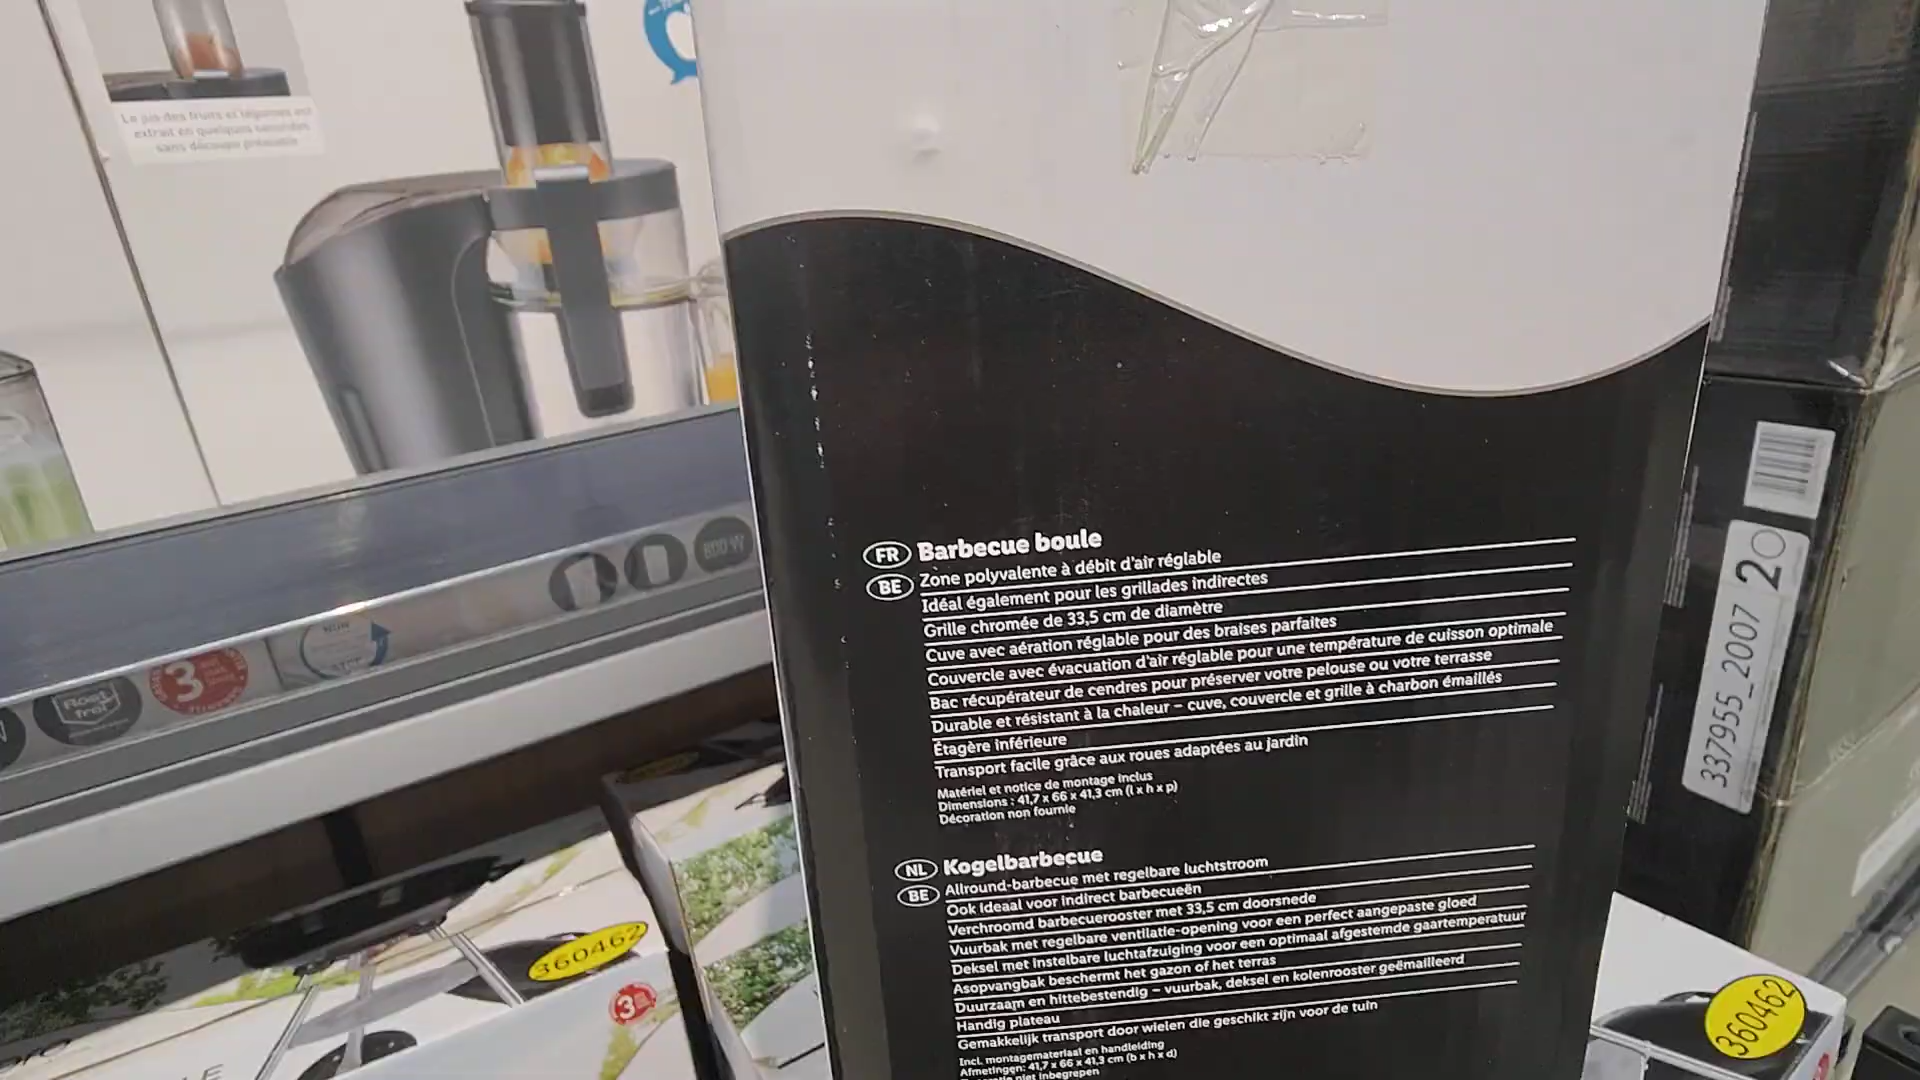 Le jus des fruits et légumes est
extrait en quelques secondes
sans découpe préalable
800 W
Rost
frei
3
FR Barbecue boule
BE Zone polyvalente à débit d'air réglable
Idéal également pour les grillades indirectes
Grille chromée de 33,5 cm de diamètre
Cuve avec aération réglable pour des braises parfaites
Couvercle avec évacuation d'air réglable pour une température de cuisson optimale
Bac récupérateur de cendres pour préserver votre pelouse ou votre terrasse
Durable et résistant à la chaleur – cuve, couvercle et grille à charbon émaillés
Étagère inférieure
Transport facile grâce aux roues adaptées au jardin
Matériel et notice de montage inclus
Dimensions : 41,7 x 66 x 41,3 cm (l x h x p)
Décoration non fournie
NL Kogelbarbecue
BE Allround-barbecue met regelbare luchtstroom
Ook ideaal voor indirect barbecueën
Verchroomd barbecuerooster met 33,5 cm doorsnede
Vuurbak met regelbare ventilatie-opening voor een perfect aangepaste gloed
Deksel met instelbare luchtafzuiging voor een optimaal afgestemde gaartemperatuur
Asopvangbak beschermt het gazon of het terras
Duurzaam en hittebestendig – vuurbak, deksel en kolenrooster geëmailleerd
Handig plateau
Gemakkelijk transport door wielen die geschikt zijn voor de tuin
Incl. montagemateriaal en handleiding
Afmetingen: 41,7 x 66 x 41,3 cm (b x h x d)
niet inbegrepen
337955_2007 20
360462
3
360462